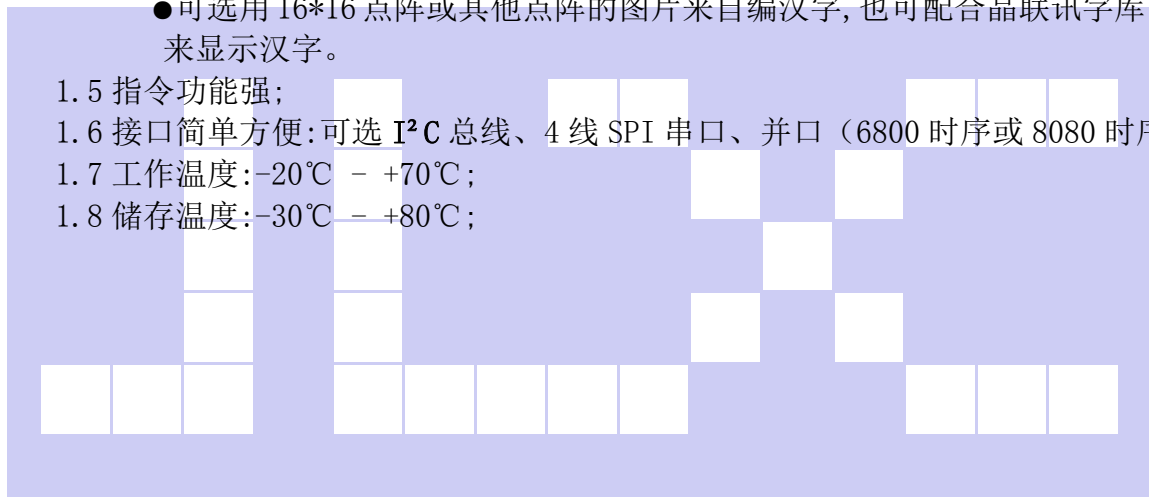 ●可选用 16*16 点阵或其他点阵的图片来自编汉字,也可配合晶联讯字库
来显示汉字。
1.5 指令功能强;
1.6 接口简单方便:可选 I²C 总线、4 线 SPI 串口、并口（6800 时序或 8080 时序
1.7 工作温度:-20℃ - +70℃;
1.8 储存温度:-30℃ - +80℃;